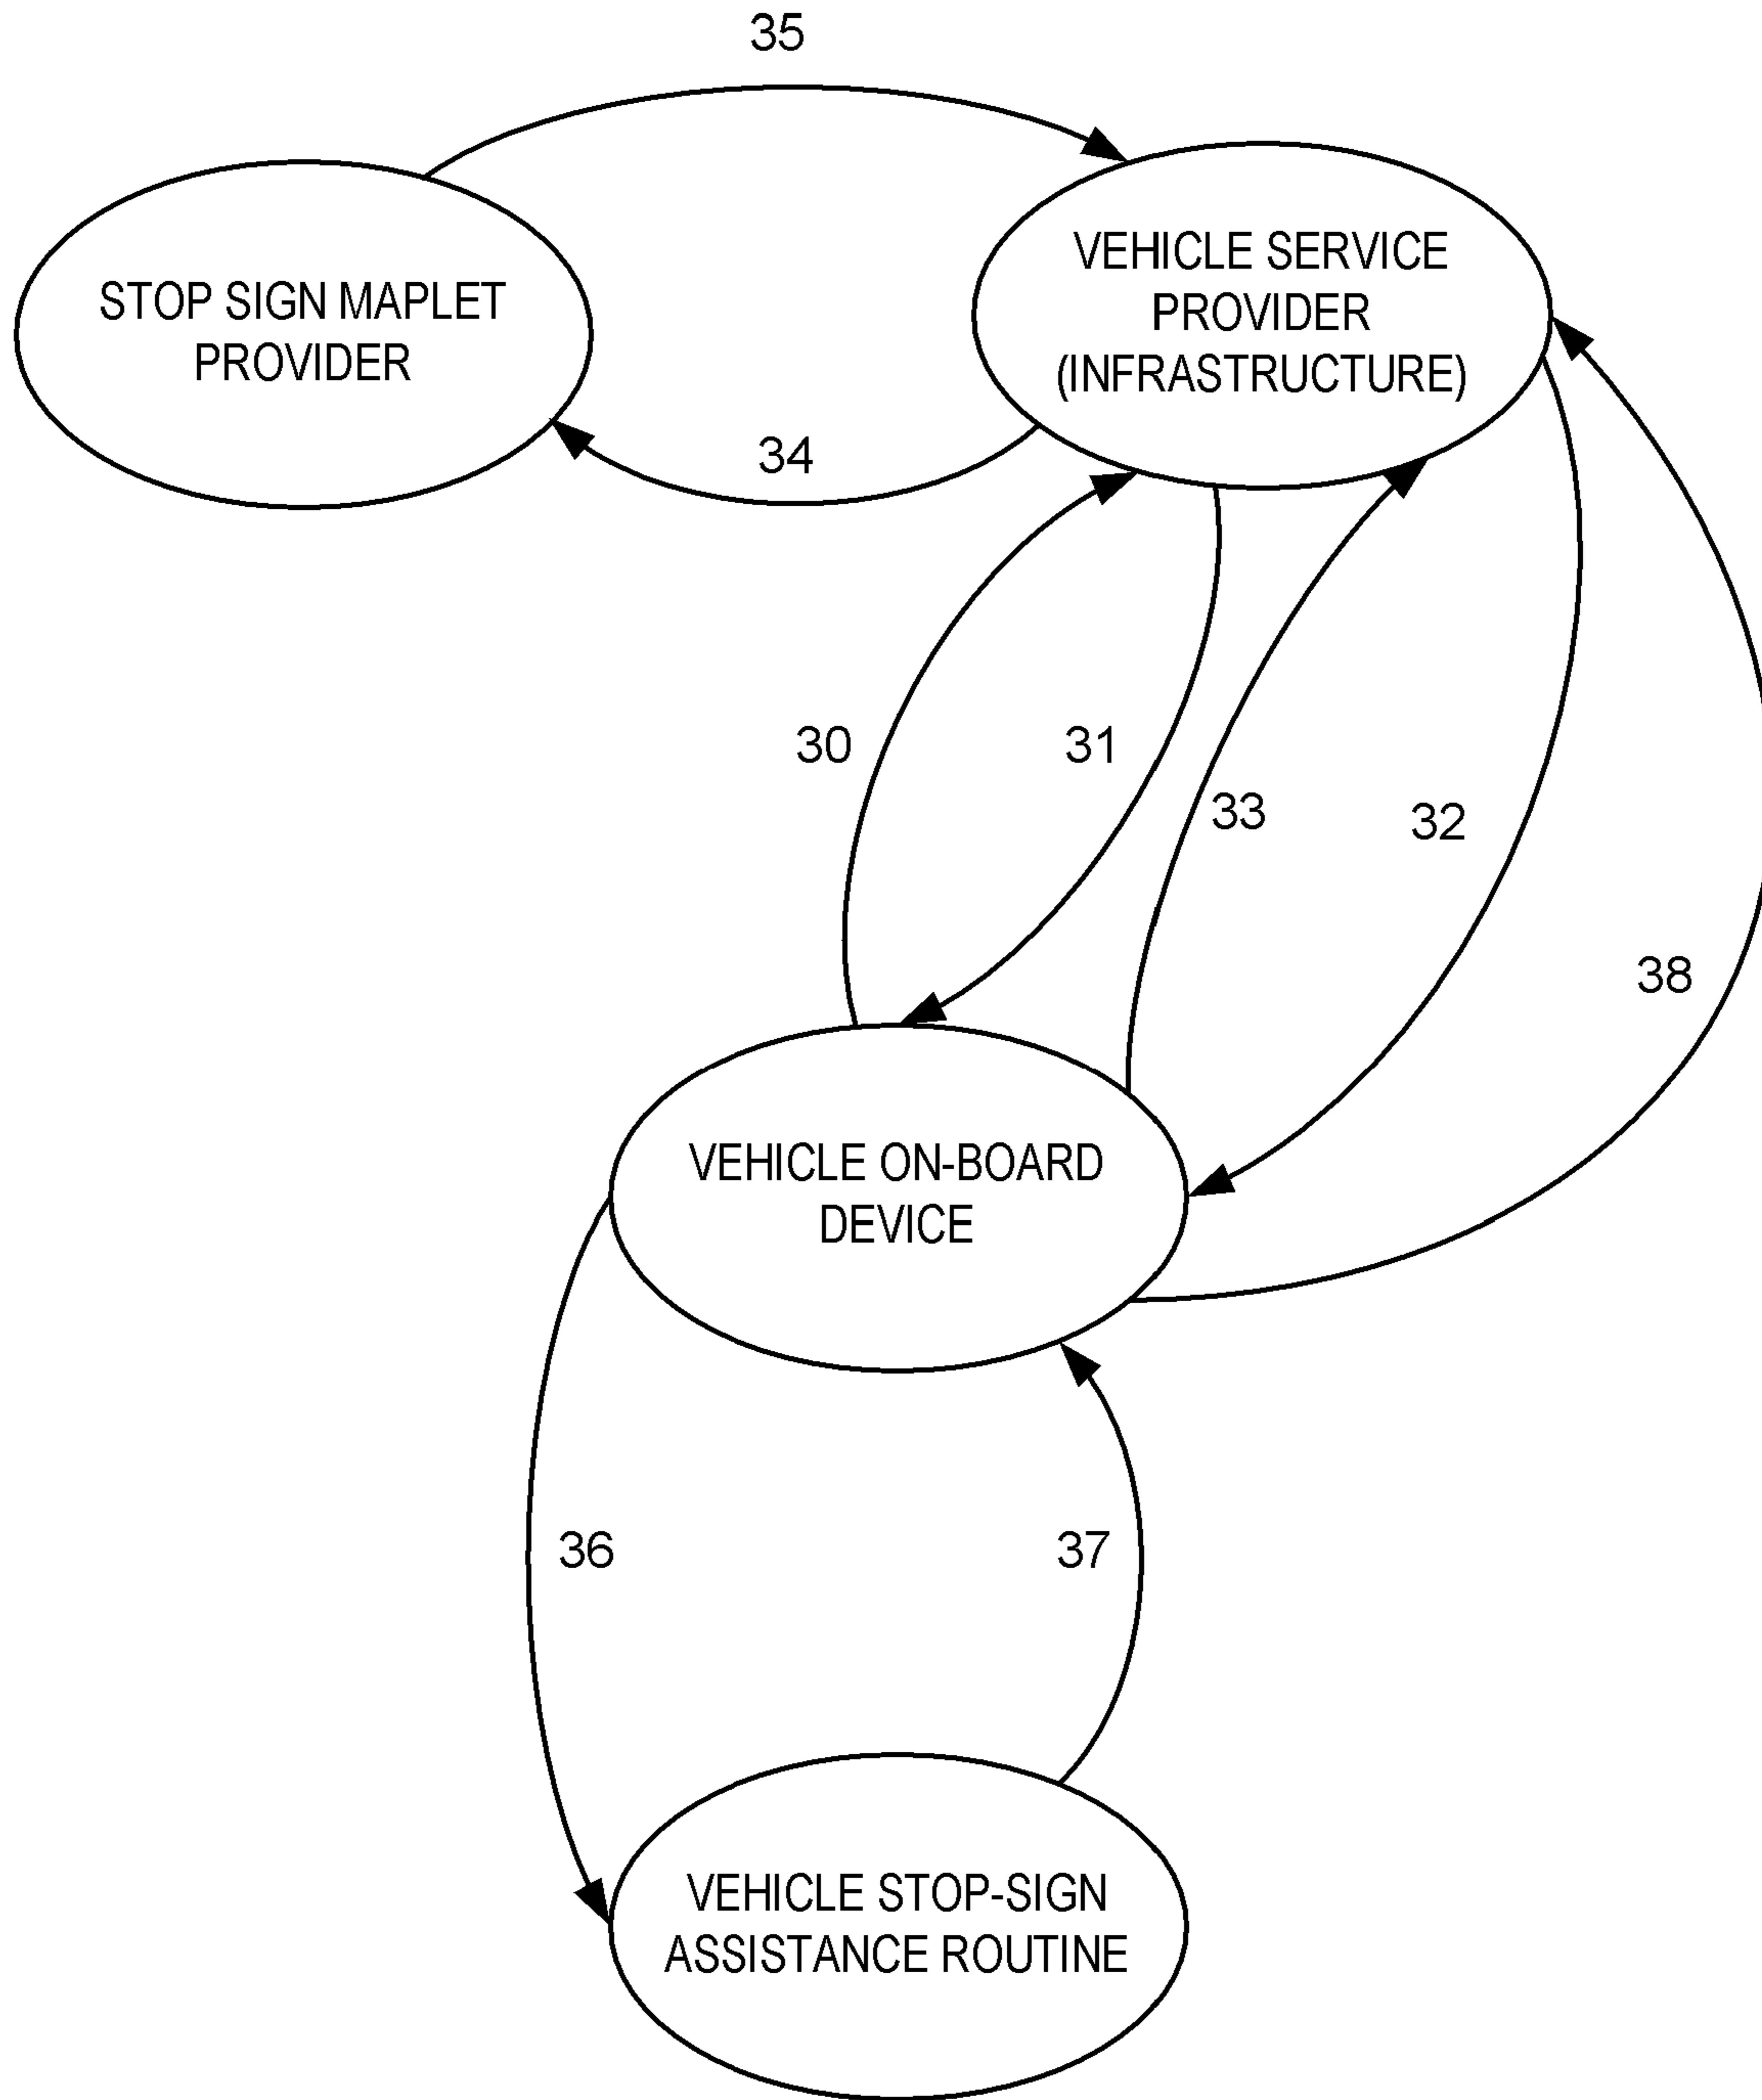 35
STOP SIGN MAPLET
PROVIDER
VEHICLE SERVICE
PROVIDER
(INFRASTRUCTURE)
34
30
31
33
32
38
VEHICLE ON-BOARD
DEVICE
36
37
VEHICLE STOP-SIGN
ASSISTANCE ROUTINE